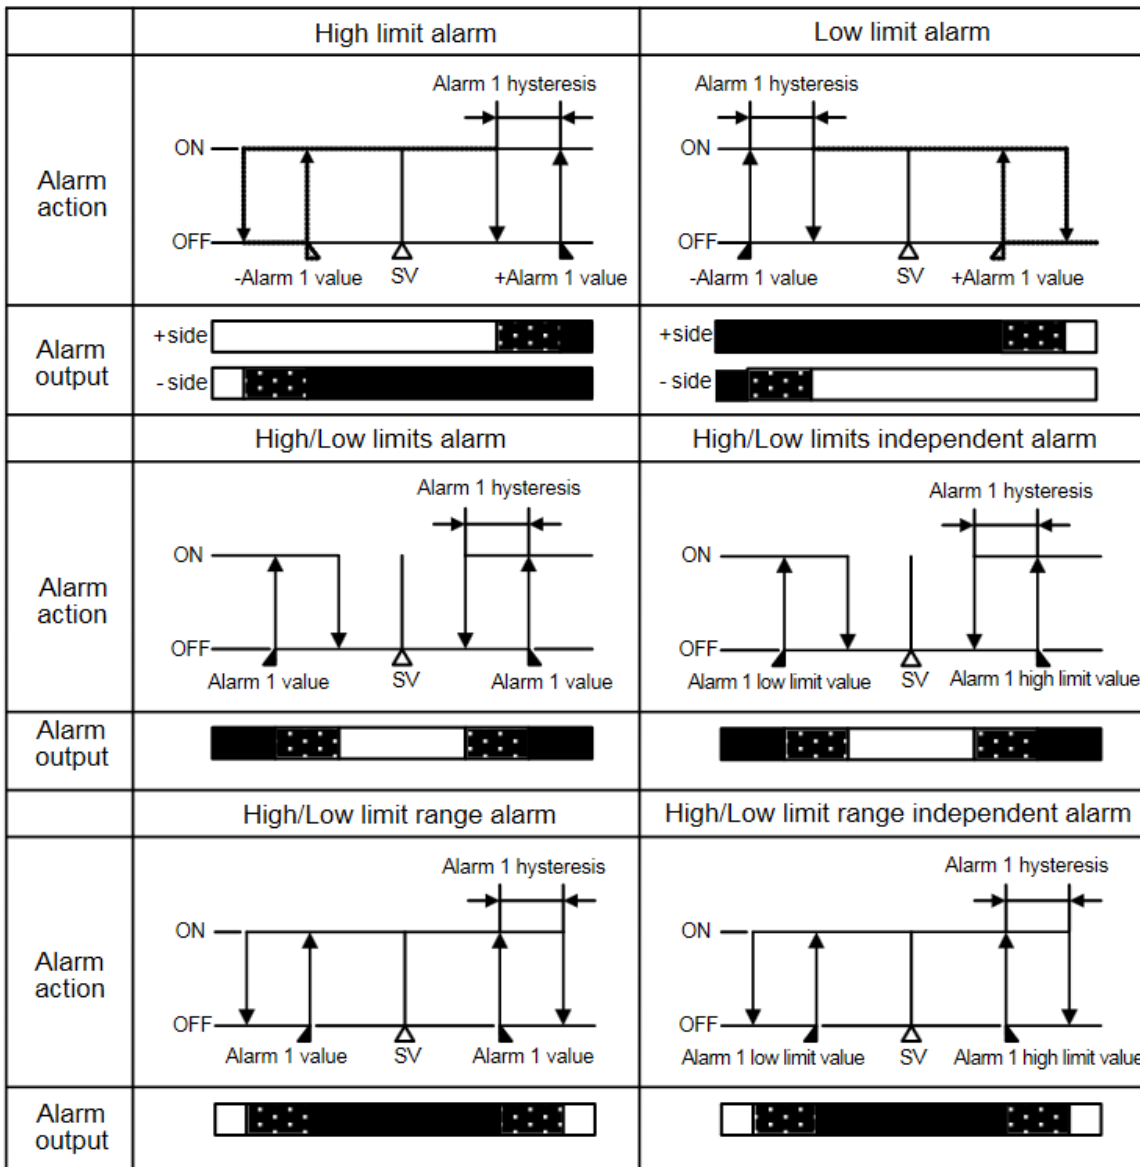 High limit alarm
Low limit alarm
Alarm
action
Alarm 1 hysteresis
ON
OFF
-Alarm 1 value
SV
+Alarm 1 value
Alarm 1 hysteresis
ON
OFF
-Alarm 1 value
SV
+Alarm 1 value
Alarm
output
+side
- side
+side
- side
High/Low limits alarm
High/Low limits independent alarm
Alarm
action
Alarm 1 hysteresis
ON
OFF
Alarm 1 value
SV
Alarm 1 value
Alarm 1 hysteresis
ON
OFF
Alarm 1 low limit value
SV
Alarm 1 high limit value
Alarm
output
High/Low limit range alarm
High/Low limit range independent alarm
Alarm
action
Alarm 1 hysteresis
ON
OFF
Alarm 1 value
SV
Alarm 1 value
Alarm 1 hysteresis
ON
OFF
Alarm 1 low limit value
SV
Alarm 1 high limit value
Alarm
output